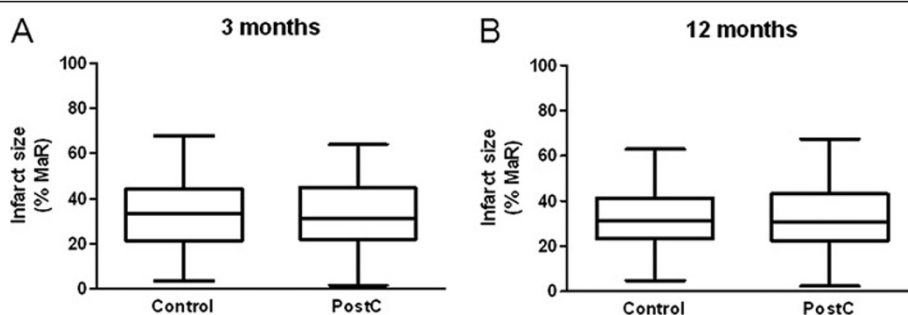 A
3 months
Infarct size
(% MaR)
100
80
60
40
20
0
Control
PostC
B
12 months
Infarct size
(% MaR)
100
80
60
40
20
0
Control
PostC